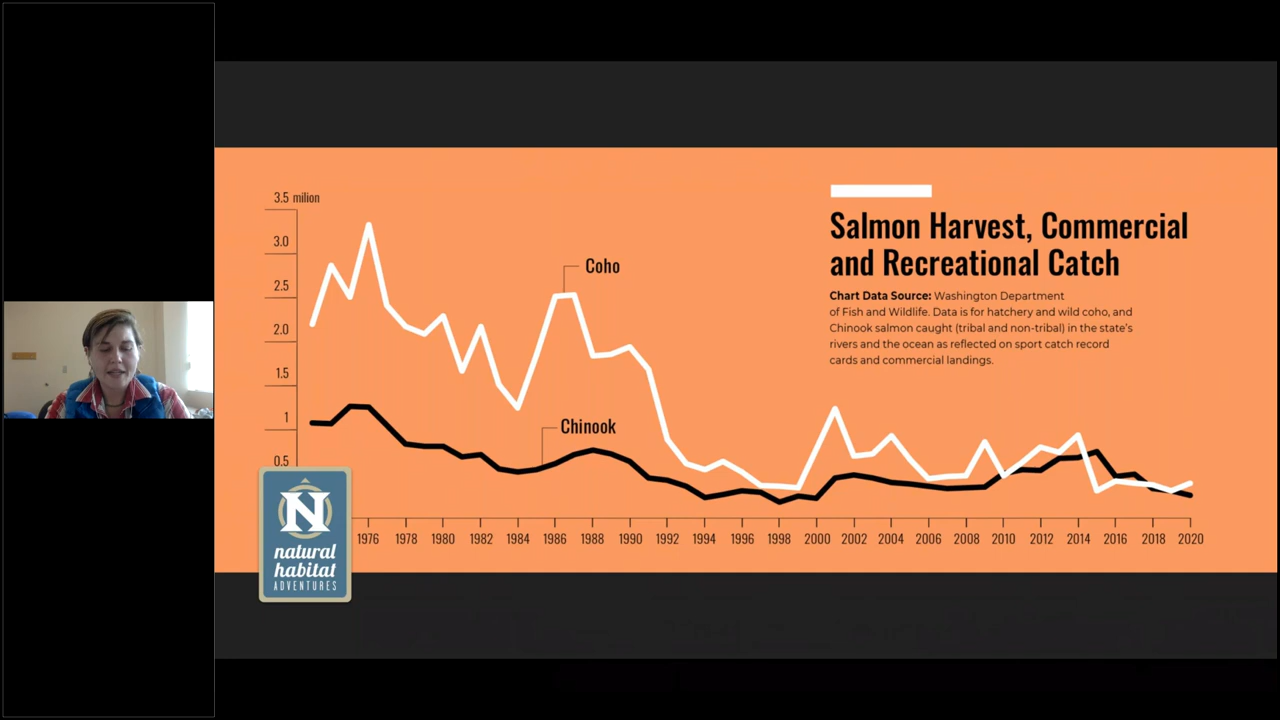 3.5 milion
3.0
2.5
2.0
1.5
1
0.5
Coho
Chinook
Salmon Harvest, Commercial
and Recreational Catch
Chart Data Source: Washington Department
of Fish and Wildlife. Data is for hatchery and wild coho, and
Chinook salmon caught (tribal and non-tribal) in the state's
rivers and the ocean as reflected on sport catch record
cards and commercial landings.
1976 1978 1980 1982 1984 1986 1988 1990 1992 1994 1996 1998 2000 2002 2004 2006 2008 2010 2012 2014 2016 2018 2020
N
natural
habitat
ADVENTURES